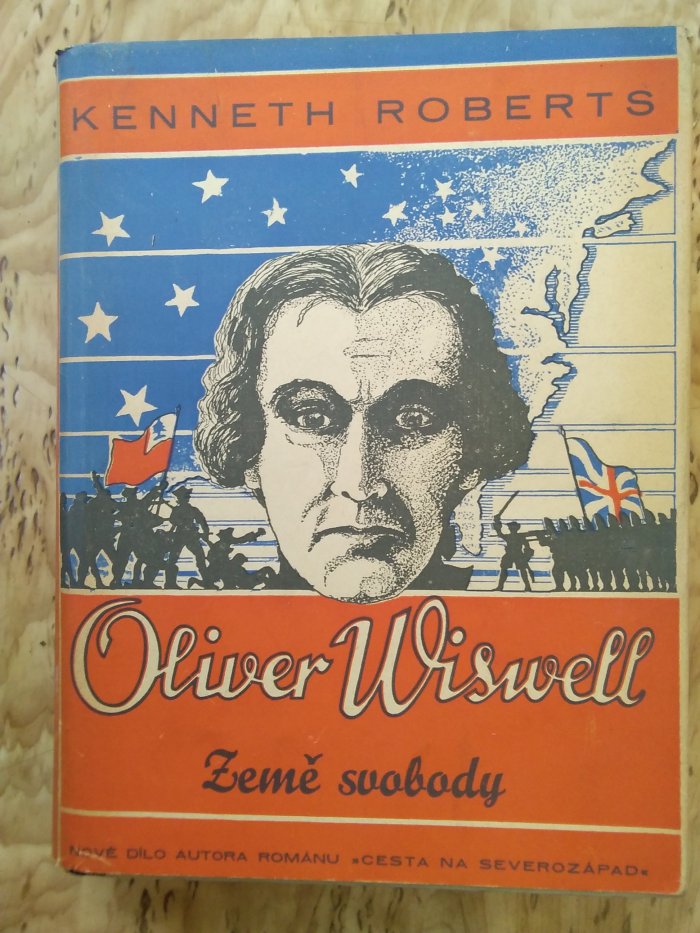 KENNETH ROBERTS
Oliver Wiswell
Země svobody
NOVÉ DÍLO AUTORA ROMÁNU »CESTA NA SEVEROZÁPAD«